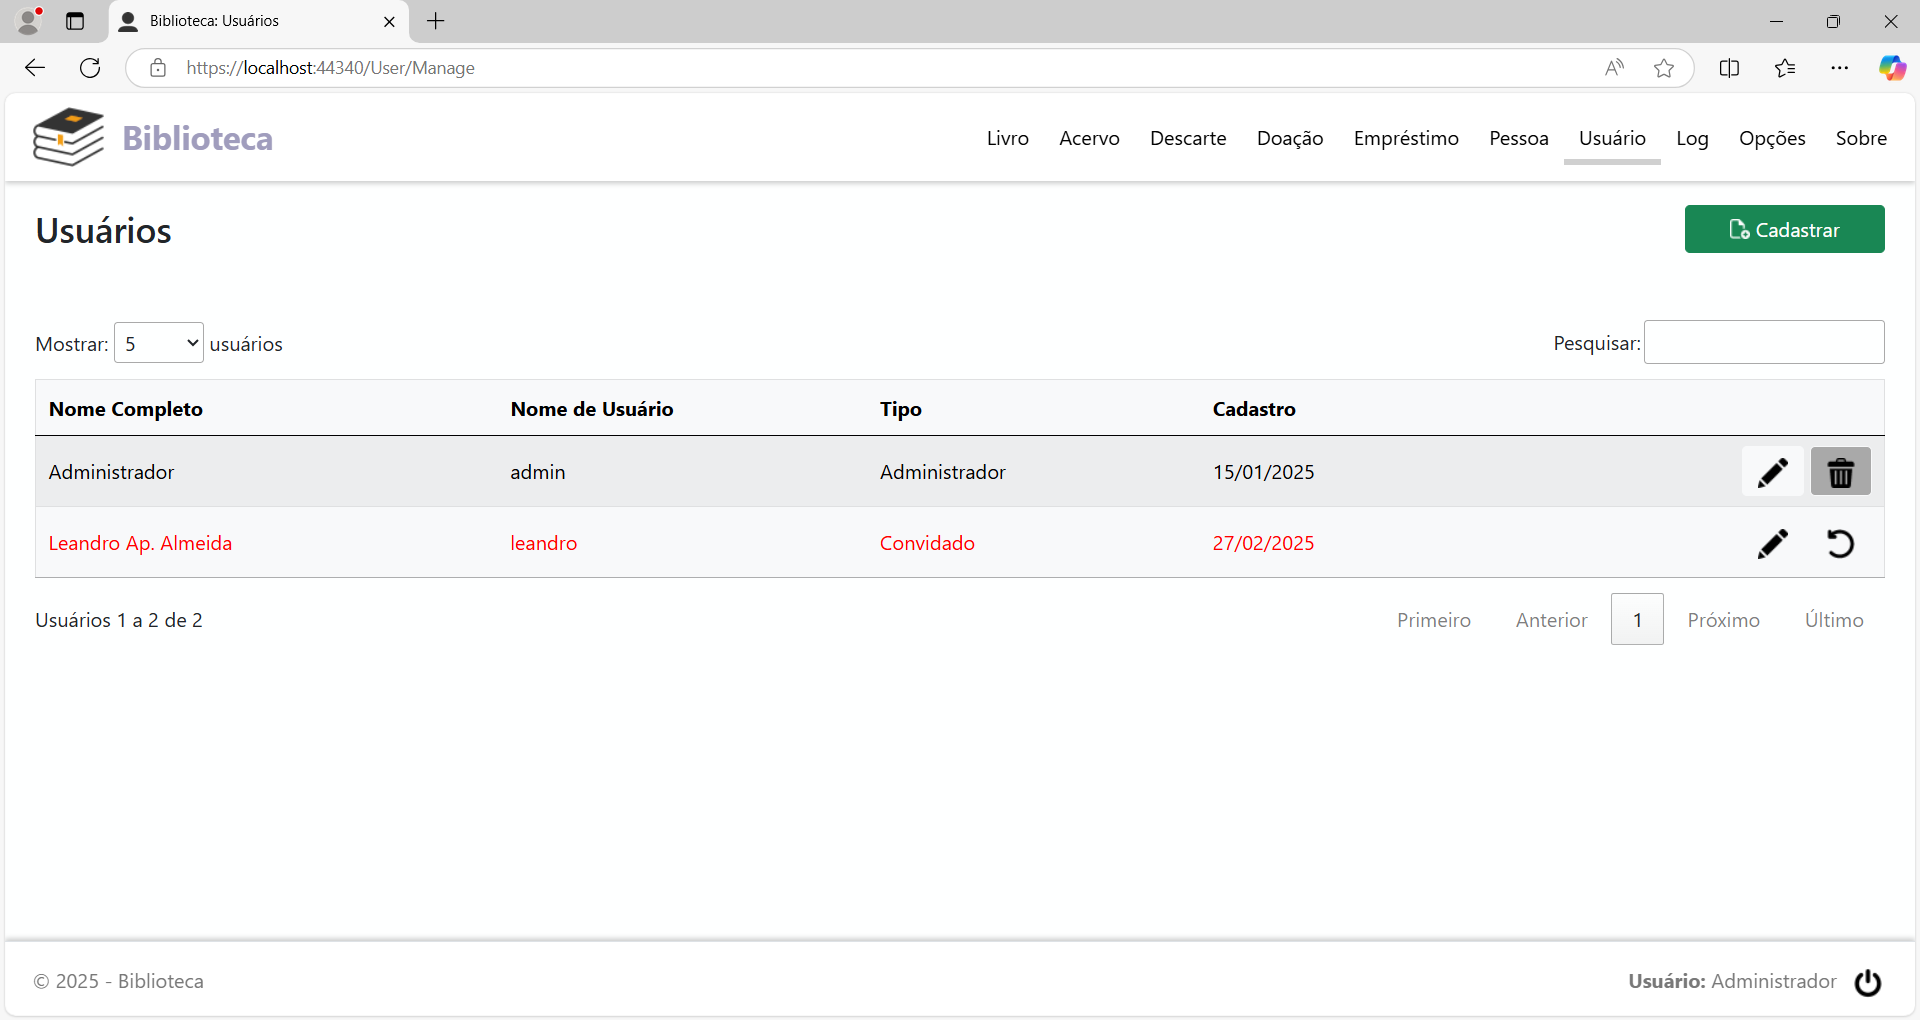 Biblioteca: Usuários
https://localhost:44340/User/Manage
Biblioteca
Livro Acervo Descarte Doação Empréstimo Pessoa Usuário Log Opções Sobre
Usuários
Cadastrar
Mostrar: 5 usuários
Pesquisar:
Nome Completo Nome de Usuário Tipo Cadastro
Administrador admin Administrador 15/01/2025
Leandro Ap. Almeida leandro Convidado 27/02/2025
Usuários 1 a 2 de 2
Primeiro Anterior 1 Próximo Último
© 2025 - Biblioteca
Usuário: Administrador